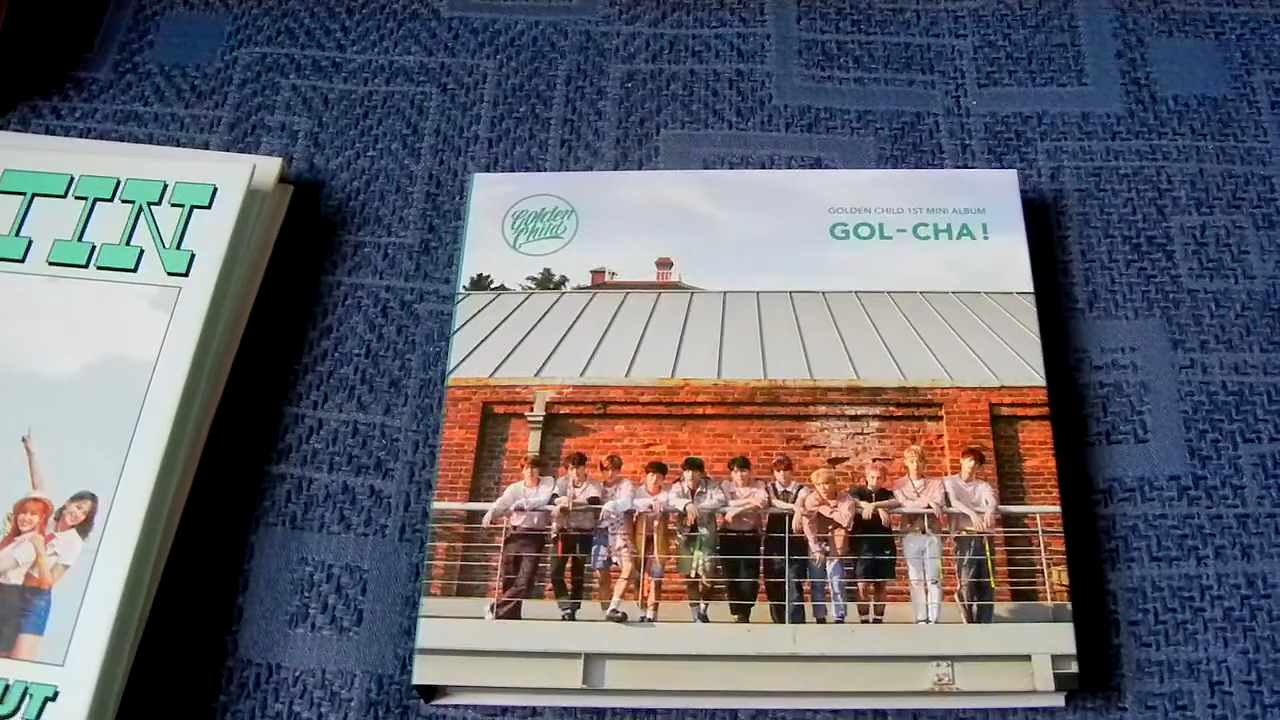 TIN
UT
Golden
Child
GOLDEN CHILD 1ST MINI ALBUM
GOL-CHA!